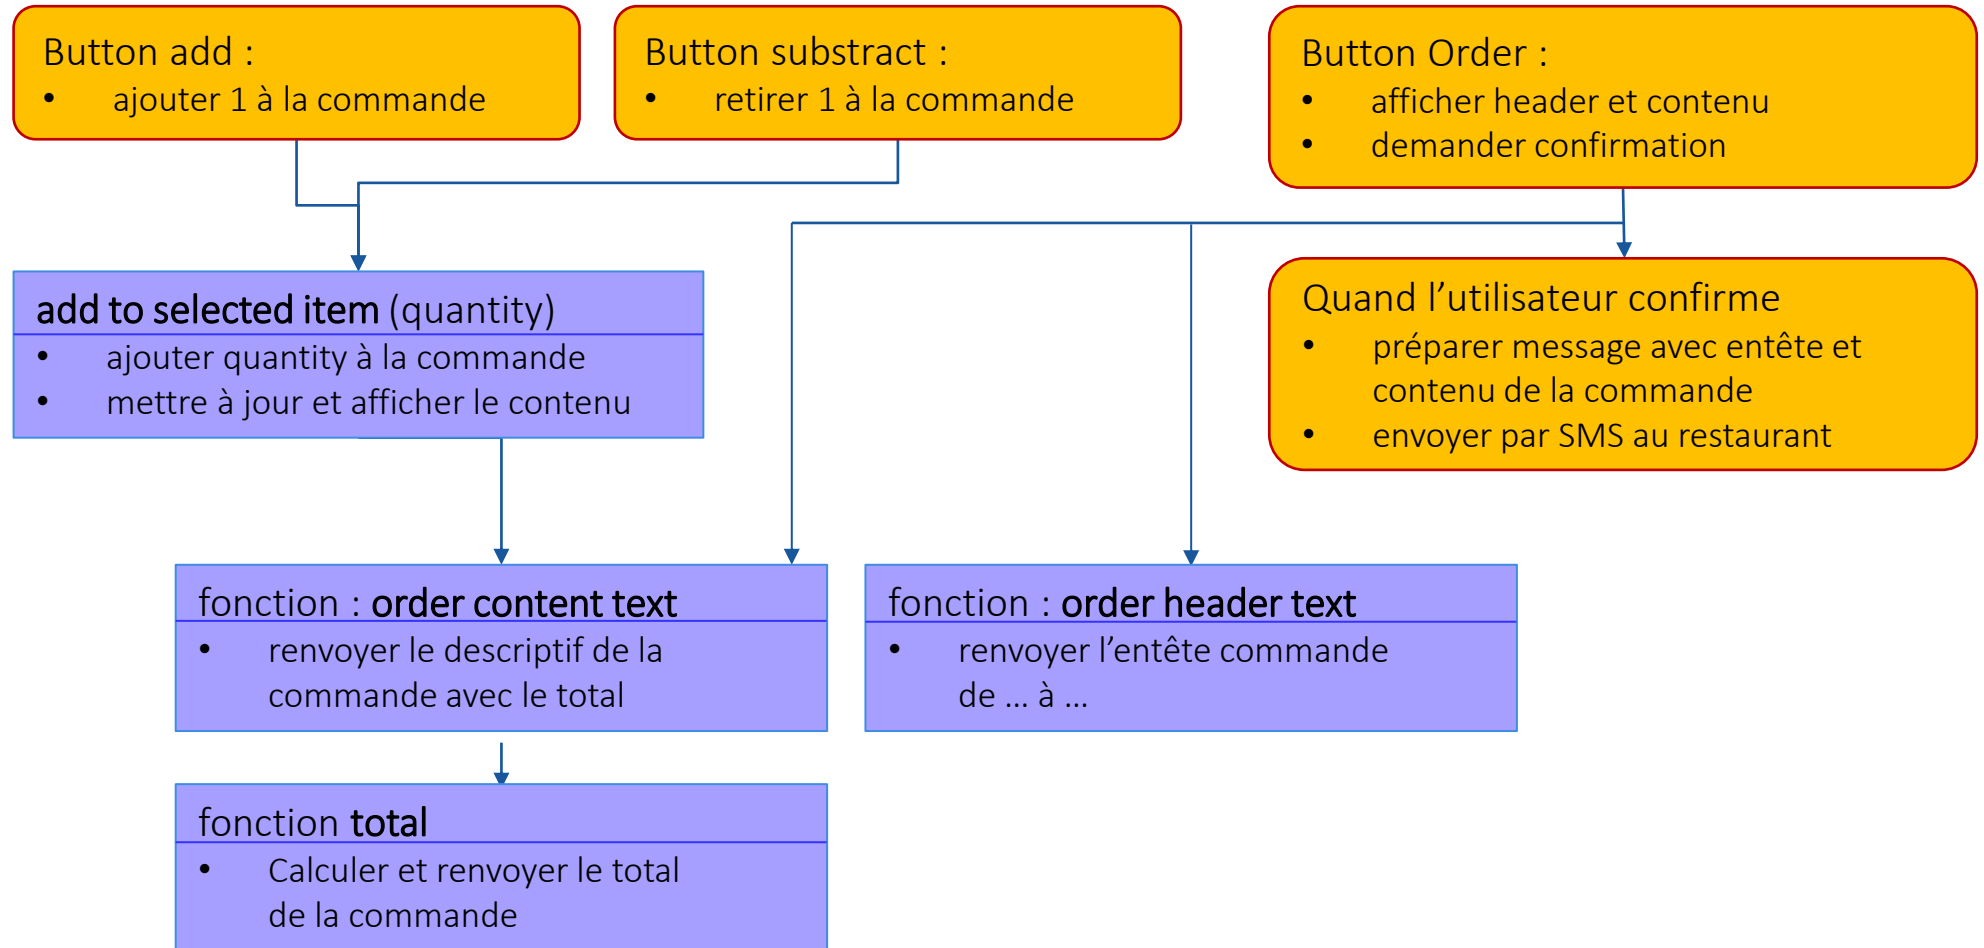 Button add :
• ajouter 1 à la commande
Button substract :
• retirer 1 à la commande
Button Order :
• afficher header et contenu
• demander confirmation
add to selected item (quantity)
• ajouter quantity à la commande
• mettre à jour et afficher le contenu
Quand l’utilisateur confirme
• préparer message avec entête et
contenu de la commande
• envoyer par SMS au restaurant
fonction : order content text
• renvoyer le descriptif de la
commande avec le total
fonction : order header text
• renvoyer l’entête commande
de … à …
fonction total
• Calculer et renvoyer le total
de la commande